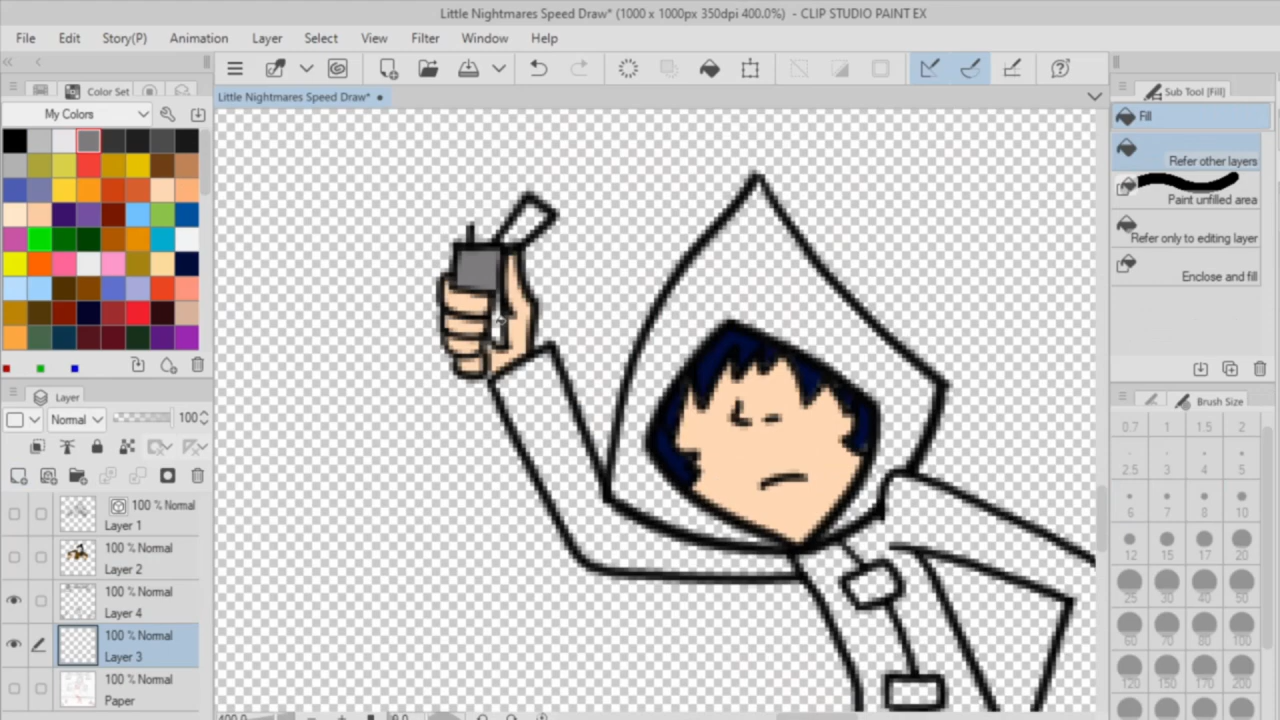 Little Nightmares Speed Draw* (1000 x 1000px 350dpi 400.0%)  - CLIP STUDIO PAINT EX
File Edit Story(P) Animation Layer Select View Filter Window Help
Color Set
Little Nightmares Speed Draw*
Sub Tool [Fill]
My Colors
Fill
Refer other layers
Paint unfilled area
Refer only to editing layer
Enclose and fill
Layer
Brush Size
Normal 100
0.7 1 1.5 2
2.5 3 4 5
6 7 8 10
12 15 17 20
25 30 40 50
60 70 80 100
120 150 170 200
100 % Normal
Layer 1
100 % Normal
Layer 2
100 % Normal
Layer 4
100 % Normal
Layer 3
100 % Normal
Paper
400.0
8.0